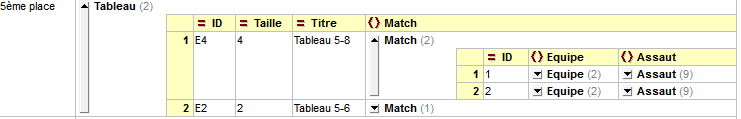 5ème place Tableau (2)
= ID = Taille = Titre <> Match
1 E4 4 Tableau 5-8 Match (2)
= ID <> Equipe <> Assaut
1 1 Equipe (2) Assaut (9)
2 2 Equipe (2) Assaut (9)
2 E2 2 Tableau 5-6 Match (1)